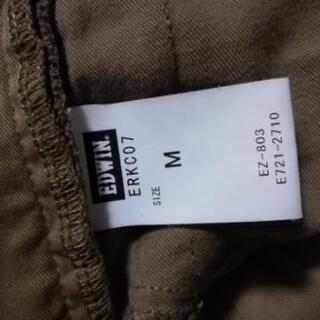 EDWIN.
ERKC07
SIZE M
EZ-803
E721-2710